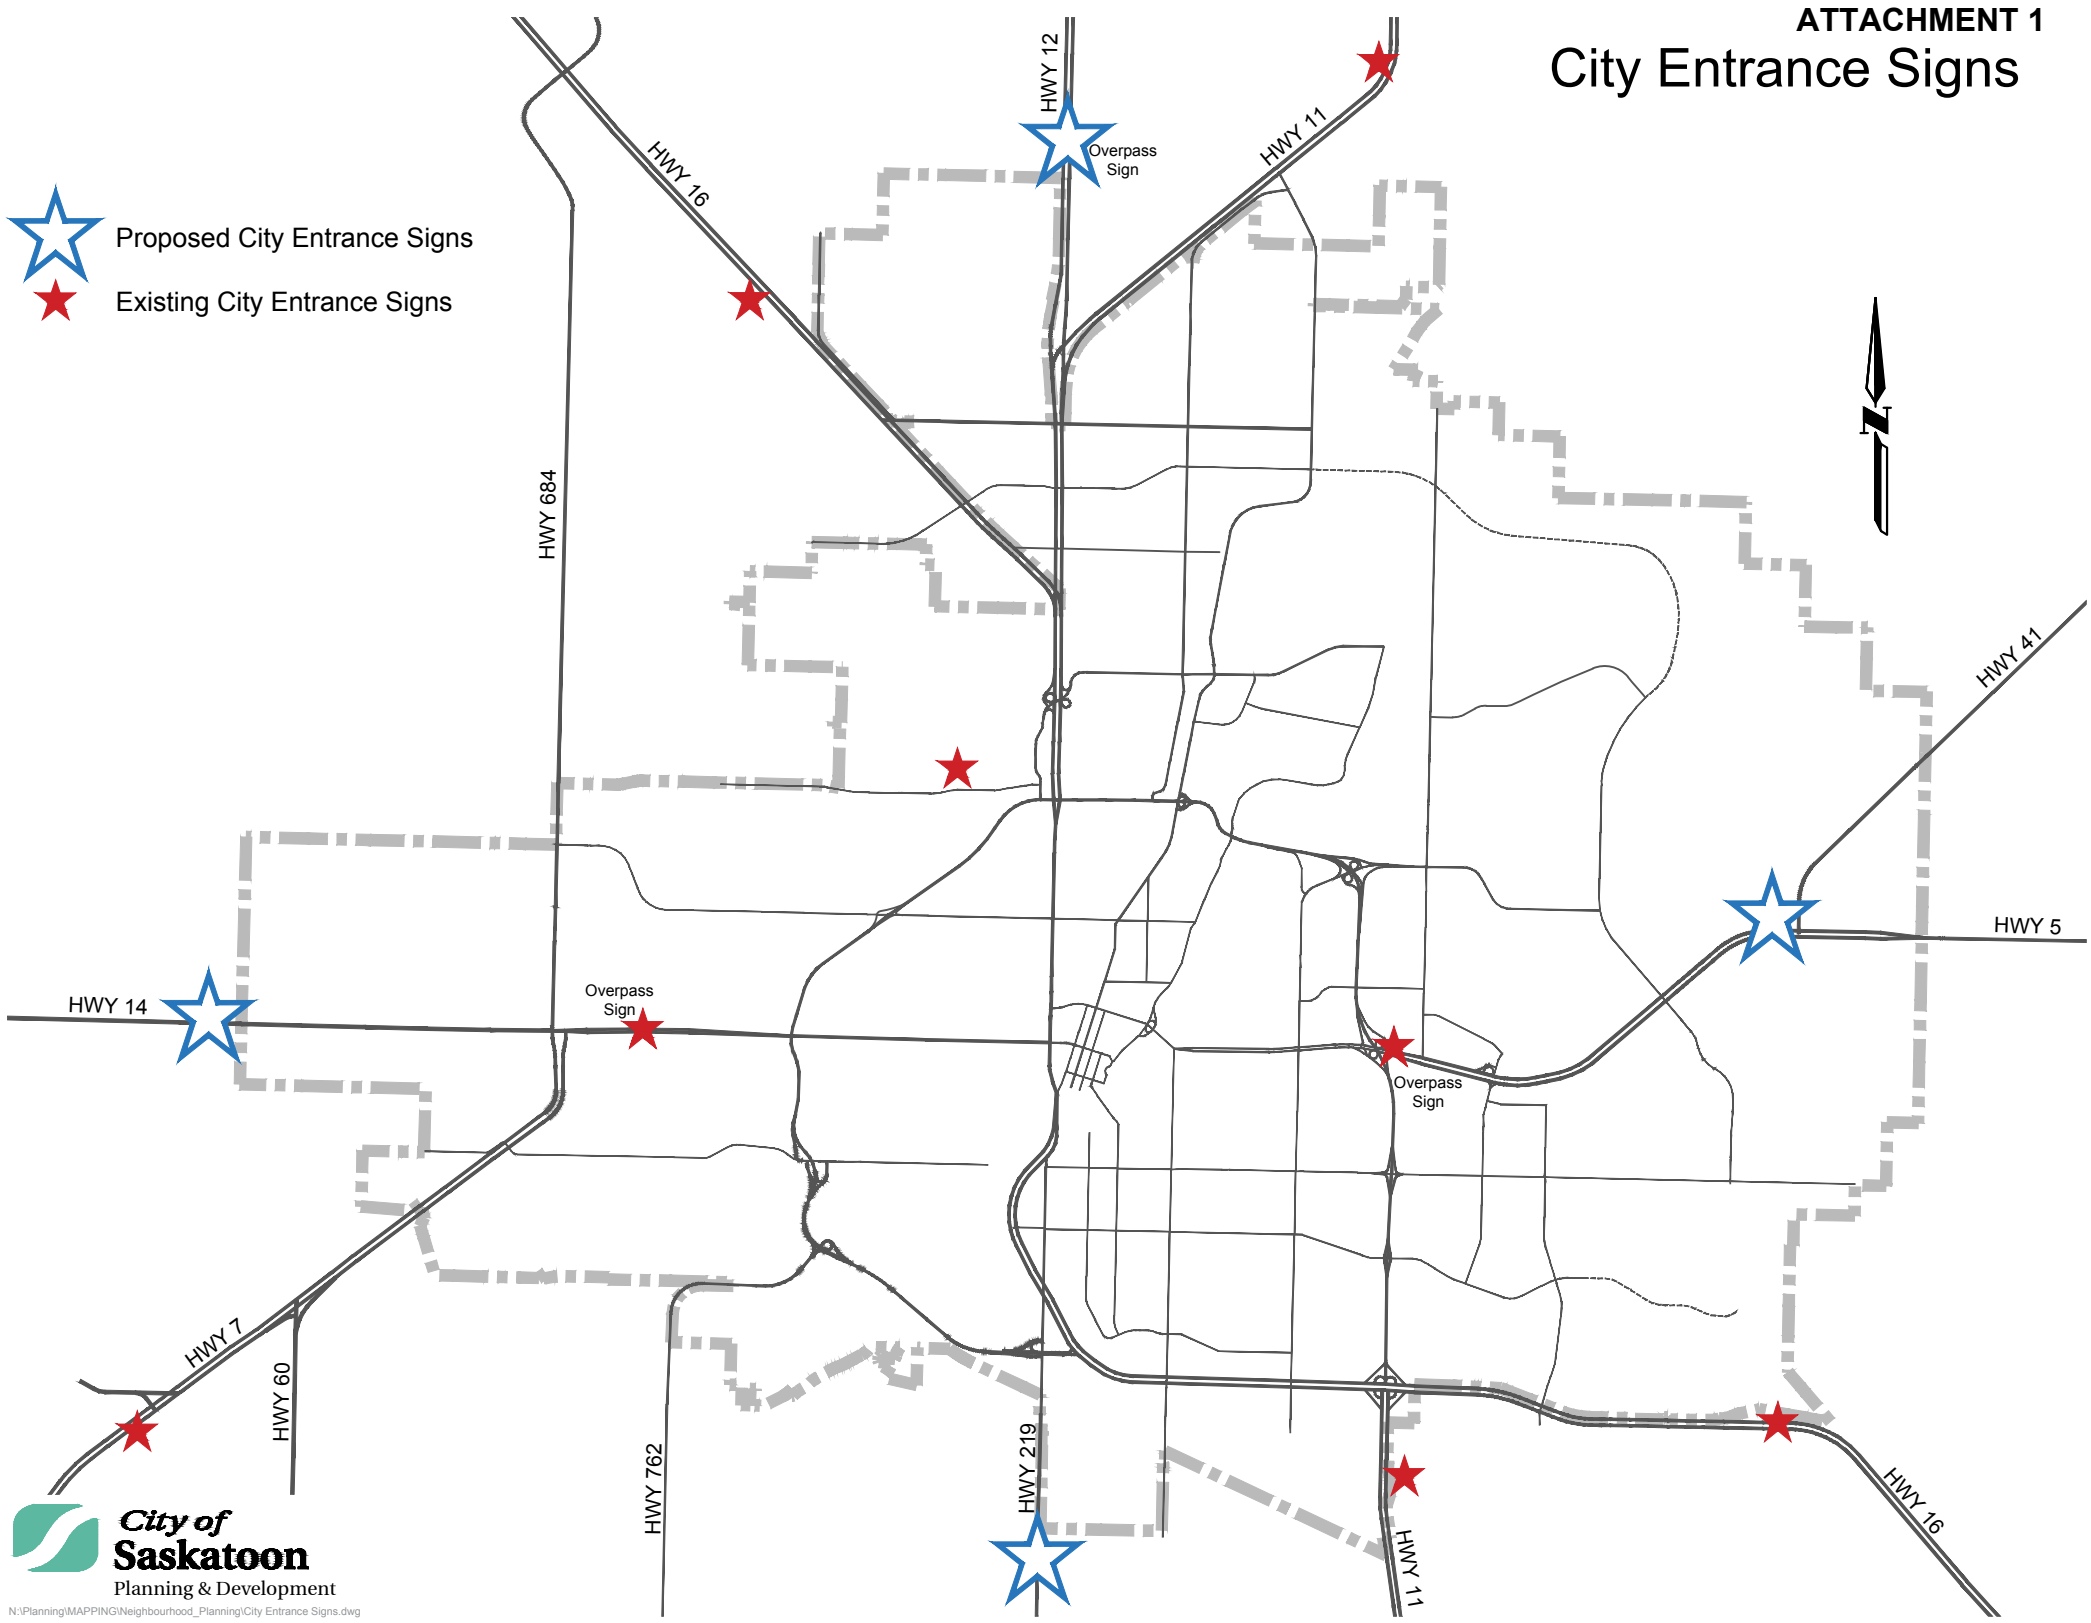 ATTACHMENT 1
City Entrance Signs
HWY 12
HWY 11
HWY 16
Overpass
Sign
Proposed City Entrance Signs
Existing City Entrance Signs
N
HWY 684
HWY 41
HWY 5
HWY 14
Overpass
Sign
Overpass
Sign
HWY 7
HWY 60
HWY 762
HWY 219
HWY 11
HWY 16
City of
Saskatoon
Planning & Development
N:\Planning\MAPPING\Neighbourhood_Planning\City Entrance Signs.dwg